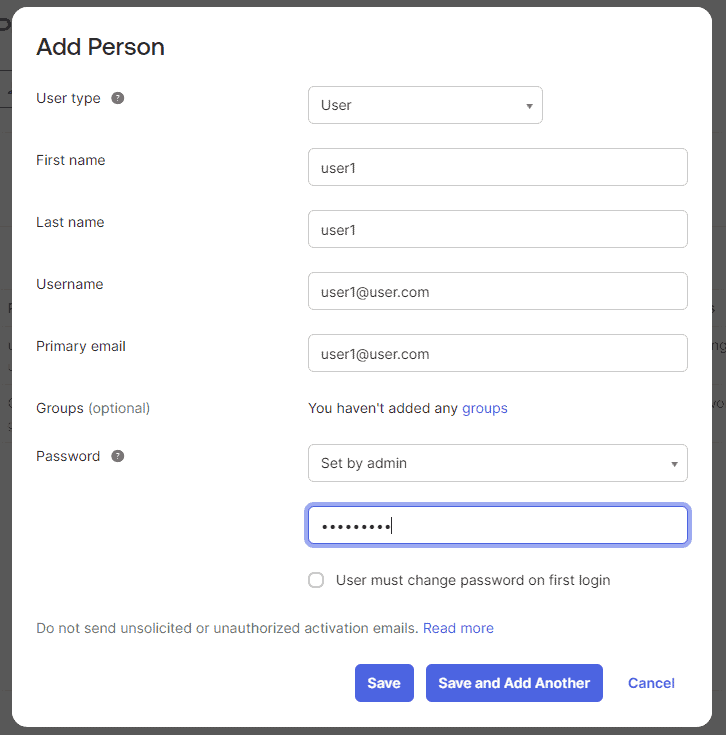 Add Person
User type ?
User
First name
user1
Last name
user1
Username
user1@user.com
Primary email
user1@user.com
Groups (optional)
You haven't added any groups
Password ?
Set by admin
•••••••••
User must change password on first login
Do not send unsolicited or unauthorized activation emails. Read more
Save
Save and Add Another
Cancel